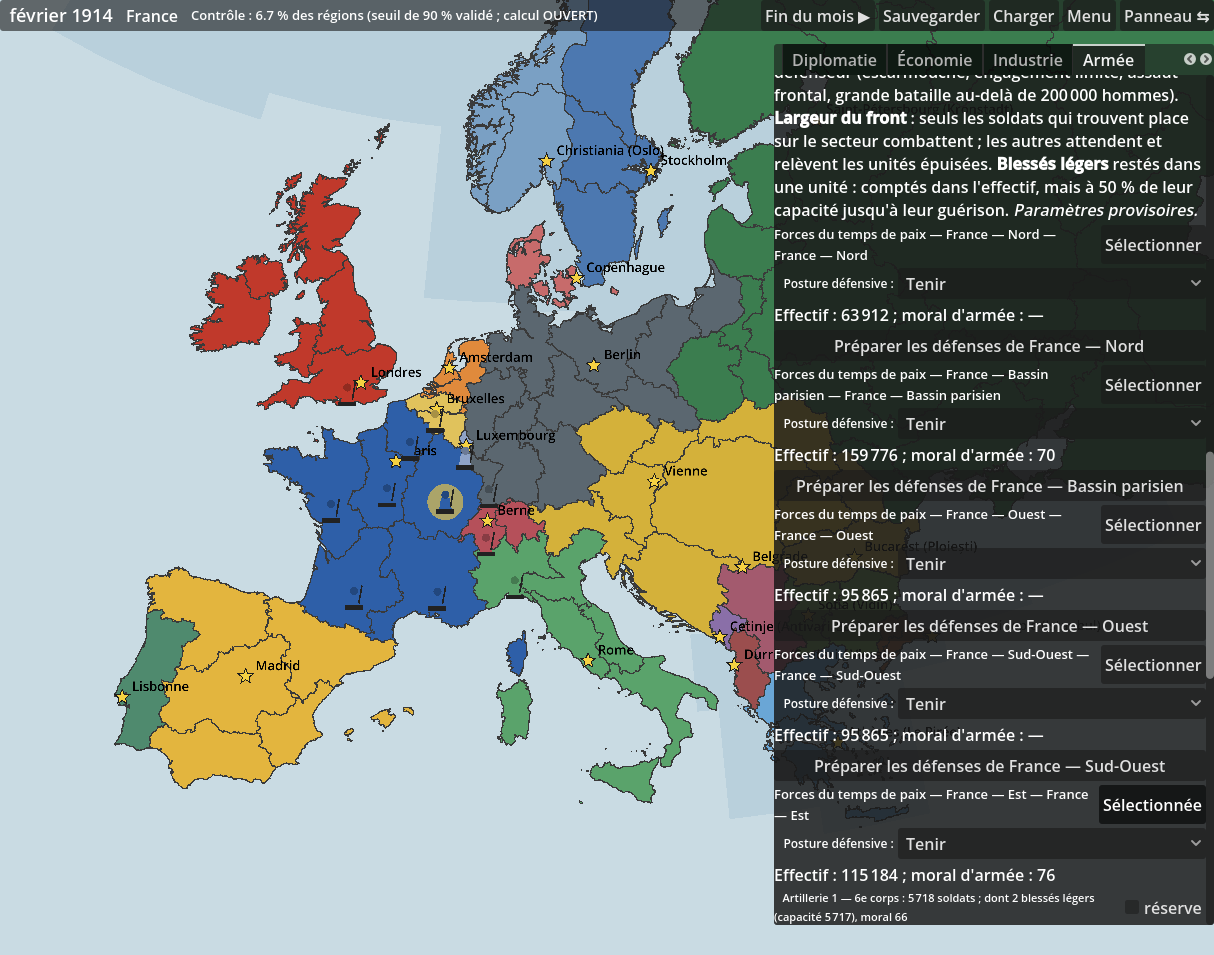 février 1914 France Contrôle : 6.7 % des régions (seuil de 90 % validé ; calcul OUVERT) Fin du mois ▶ Sauvegarder Charger Menu Panneau ⇆
Diplomatie Économie Industrie Armée
défenseur (escarmouche, engagement limité, assaut
frontal, grande bataille au-delà de 200 000 hommes).
Largeur du front : seuls les soldats qui trouvent place
sur le secteur combattent ; les autres attendent et
relèvent les unités épuisées. Blessés légers restés dans
une unité : comptés dans l'effectif, mais à 50 % de leur
capacité jusqu'à leur guérison. Paramètres provisoires.
Forces du temps de paix — France — Nord —
France — Nord
Sélectionner
Posture défensive : Tenir
Effectif : 63 912 ; moral d'armée : —
Préparer les défenses de France — Nord
Forces du temps de paix — France — Bassin
parisien — France — Bassin parisien
Sélectionner
Posture défensive : Tenir
Effectif : 159 776 ; moral d'armée : 70
Préparer les défenses de France — Bassin parisien
Forces du temps de paix — France — Ouest —
France — Ouest
Sélectionner
Posture défensive : Tenir
Effectif : 95 865 ; moral d'armée : —
Préparer les défenses de France — Ouest
Forces du temps de paix — France — Sud-Ouest —
France — Sud-Ouest
Sélectionner
Posture défensive : Tenir
Effectif : 95 865 ; moral d'armée : —
Préparer les défenses de France — Sud-Ouest
Forces du temps de paix — France — Est — France
— Est
Sélectionnée
Posture défensive : Tenir
Effectif : 115 184 ; moral d'armée : 76
Artillerie 1 — 6e corps : 5 718 soldats ; dont 2 blessés légers
(capacité 5 717), moral 66
réserve
Christiania (Oslo)
Stockholm
Copenhague
Londres
Amsterdam
Berlin
Bruxelles
Luxembourg
aris
Vienne
Berne
Belgrade
Bucarest (Ploiești)
Cetinje
Durr
Rome
Madrid
Lisbonne